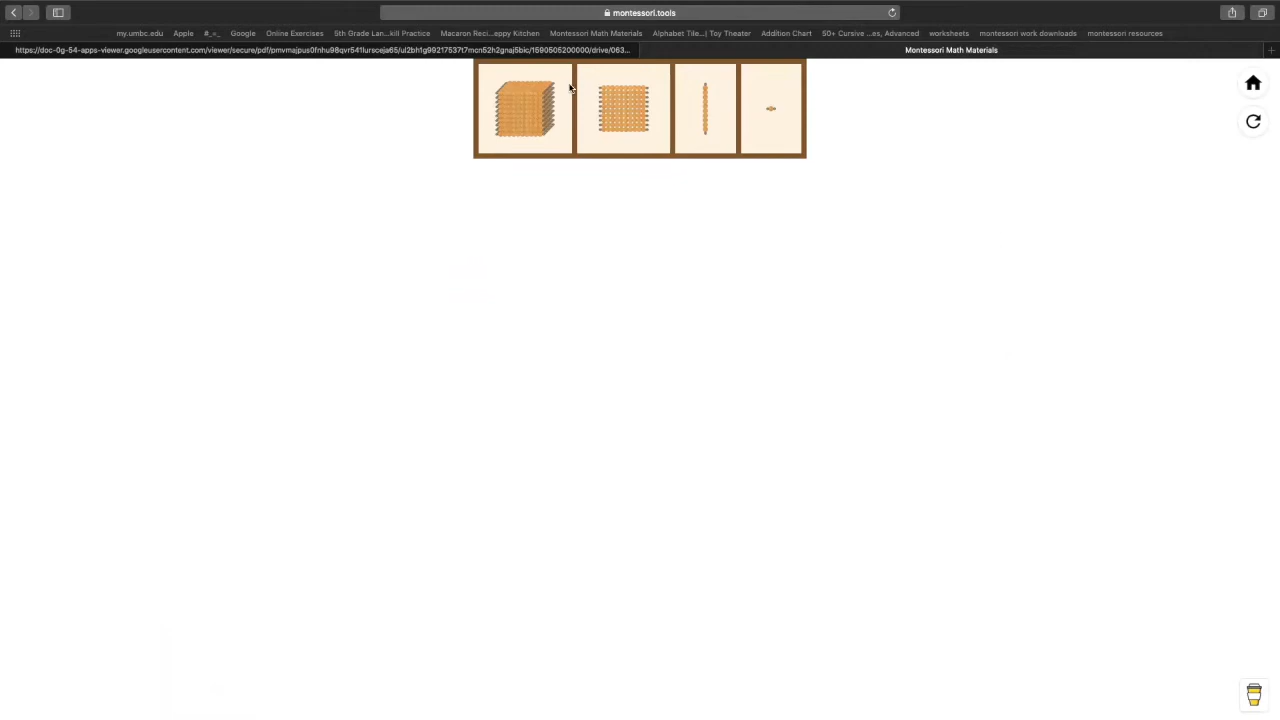 montessori.tools
my.umbc.edu Apple #_<_ Google Online Exercises 5th Grade Lan...kill Practice Macaron Reci...eppy Kitchen Montessori Math Materials Alphabet Tile...| Toy Theater Addition Chart 50+ Cursive ...es, Advanced worksheets montessori work downloads montessori resources
Montessori Math Materials